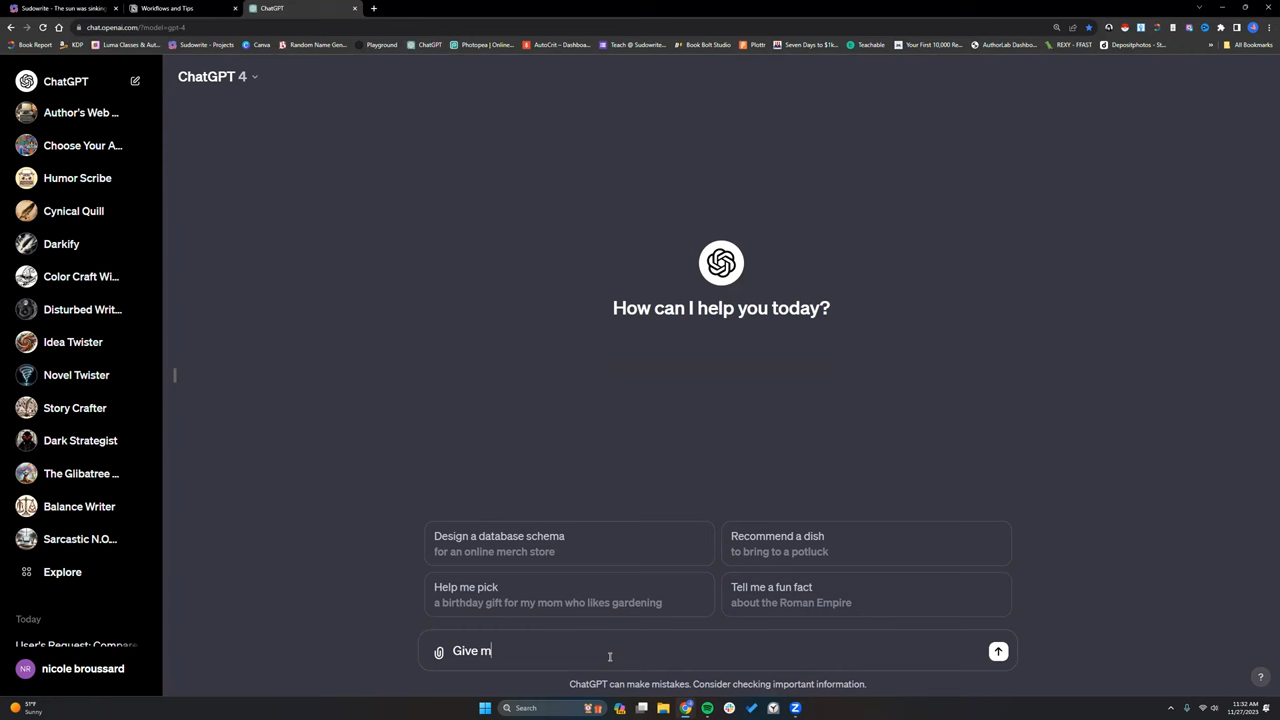 Sudowrite - The sun was sinking
Workflows and Tips
ChatGPT
chat.openai.com/?model=gpt-4
Book Report
KDP
Luma Classes & Aut...
Sudowrite - Projects
Canva
Random Name Gen...
Playground
ChatGPT
Photopea | Online...
AutoCrit – Dashboa...
Teach @ Sudowrite...
Book Bolt Studio
Plottr
Seven Days to $1k...
Teachable
Your First 10,000 Re...
AuthorLab Dashbo...
REXY - FFAST
Depositphotos - St...
»
All Bookmarks
ChatGPT
Author's Web ...
Choose Your A...
Humor Scribe
Cynical Quill
Darkify
Color Craft Wi...
Disturbed Writ...
Idea Twister
Novel Twister
Story Crafter
Dark Strategist
The Glibatree ...
Balance Writer
Sarcastic N.O....
Explore
Today
User's Request: Compare
NR
nicole broussard
ChatGPT 4
How can I help you today?
Design a database schema
for an online merch store
Recommend a dish
to bring to a potluck
Help me pick
a birthday gift for my mom who likes gardening
Tell me a fun fact
about the Roman Empire
Give m
ChatGPT can make mistakes. Consider checking important information.
?
51°F
Sunny
Search
11:32 AM
11/27/2023